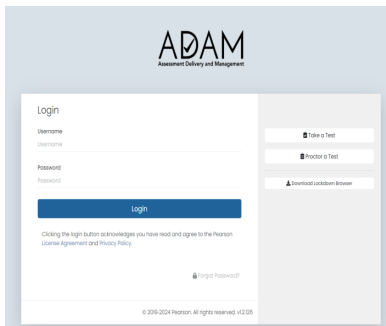 ADAM
Assessment Delivery and Management
Login
Username
Username
Password
Password
Login
Clicking the login button acknowledges you have read and agree to the Pearson
License Agreement and Privacy Policy.
Forgot Password?
© 2019-2024 Pearson. All rights reserved. v1.2.126
Take a Test
Proctor a Test
Download Lockdown Browser